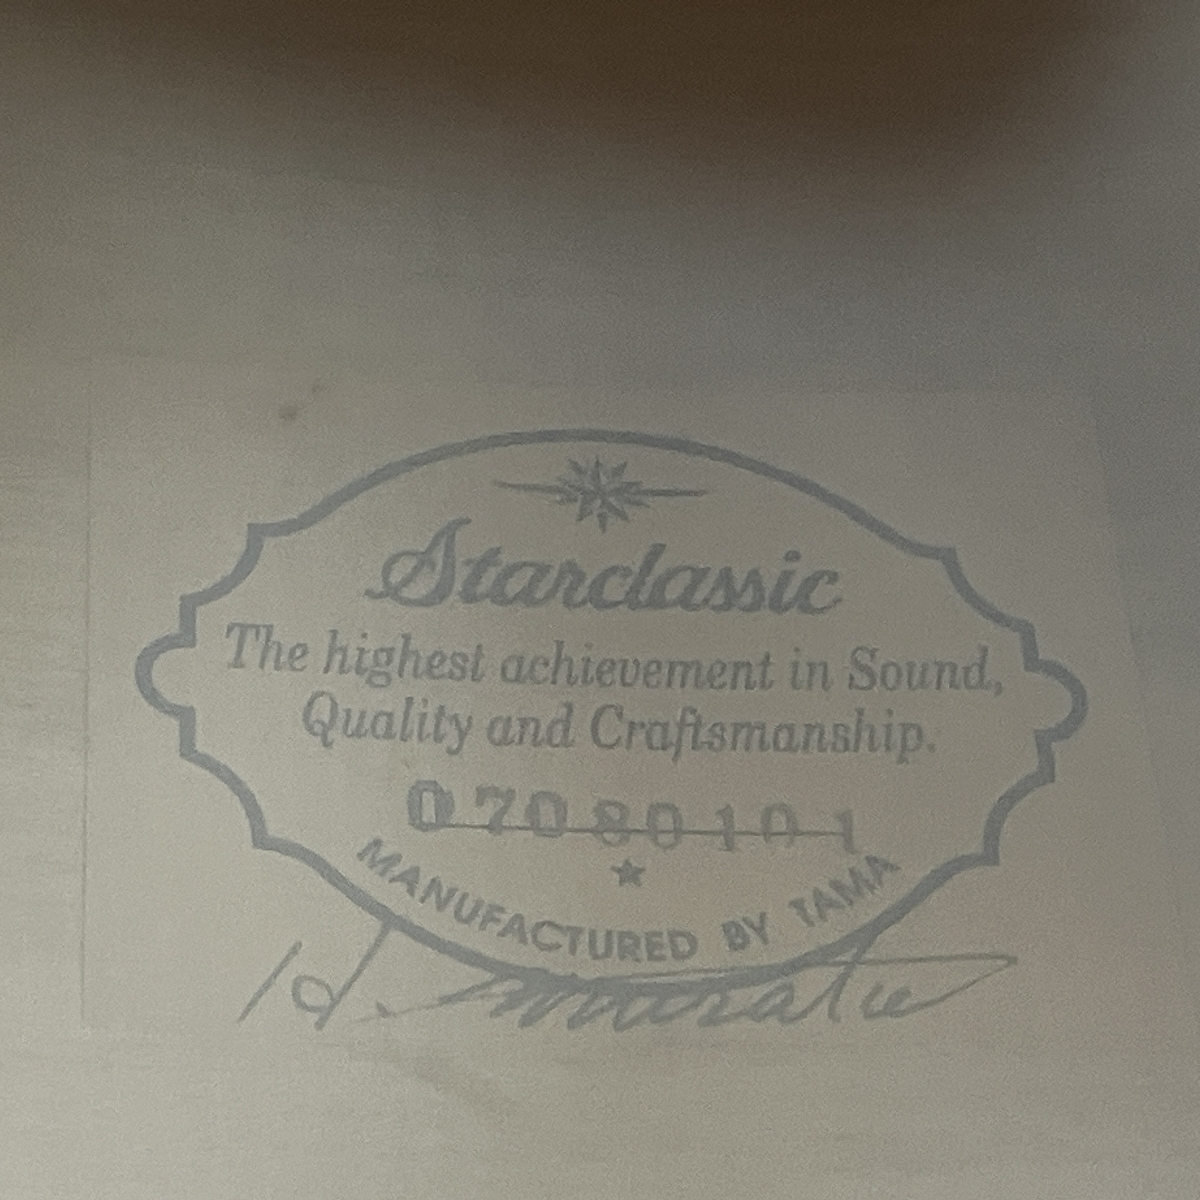 Starclassic
The highest achievement in Sound,
Quality and Craftsmanship.
07080101
MANUFACTURED BY TAMA